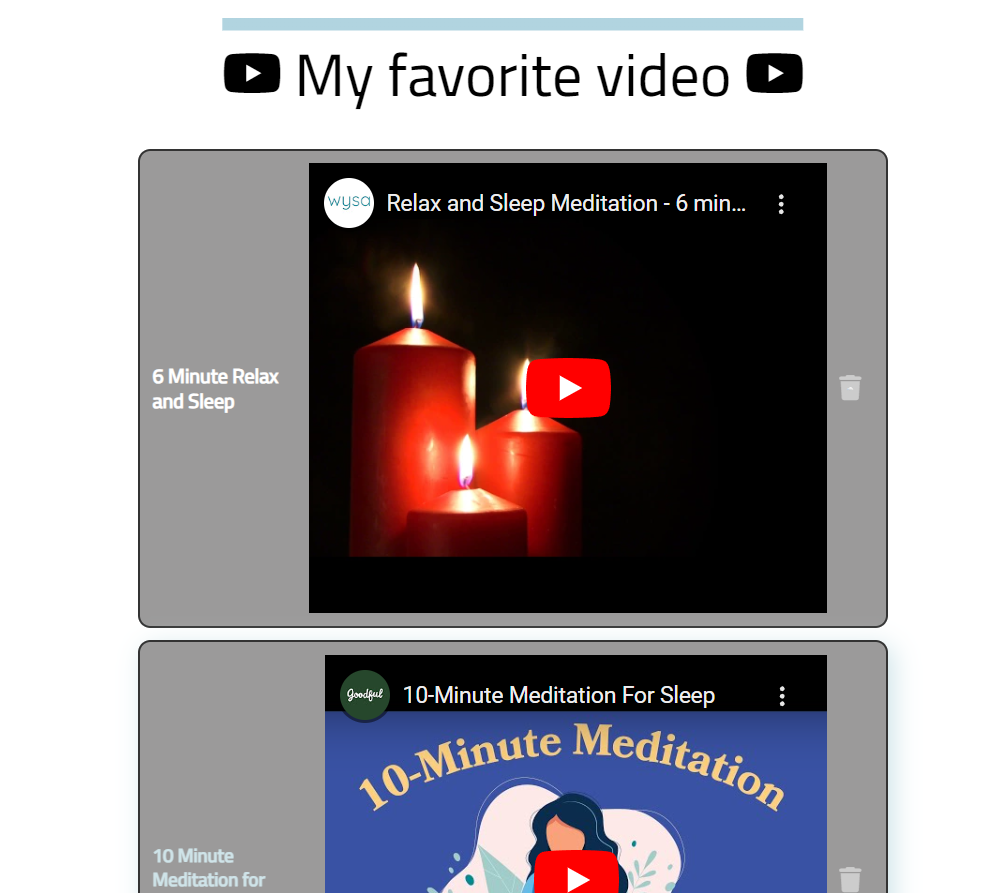 My favorite video
wysa
Relax and Sleep Meditation - 6 min...
6 Minute Relax
and Sleep
Goodful
10-Minute Meditation For Sleep
10-Minute Meditation
10 Minute
Meditation for